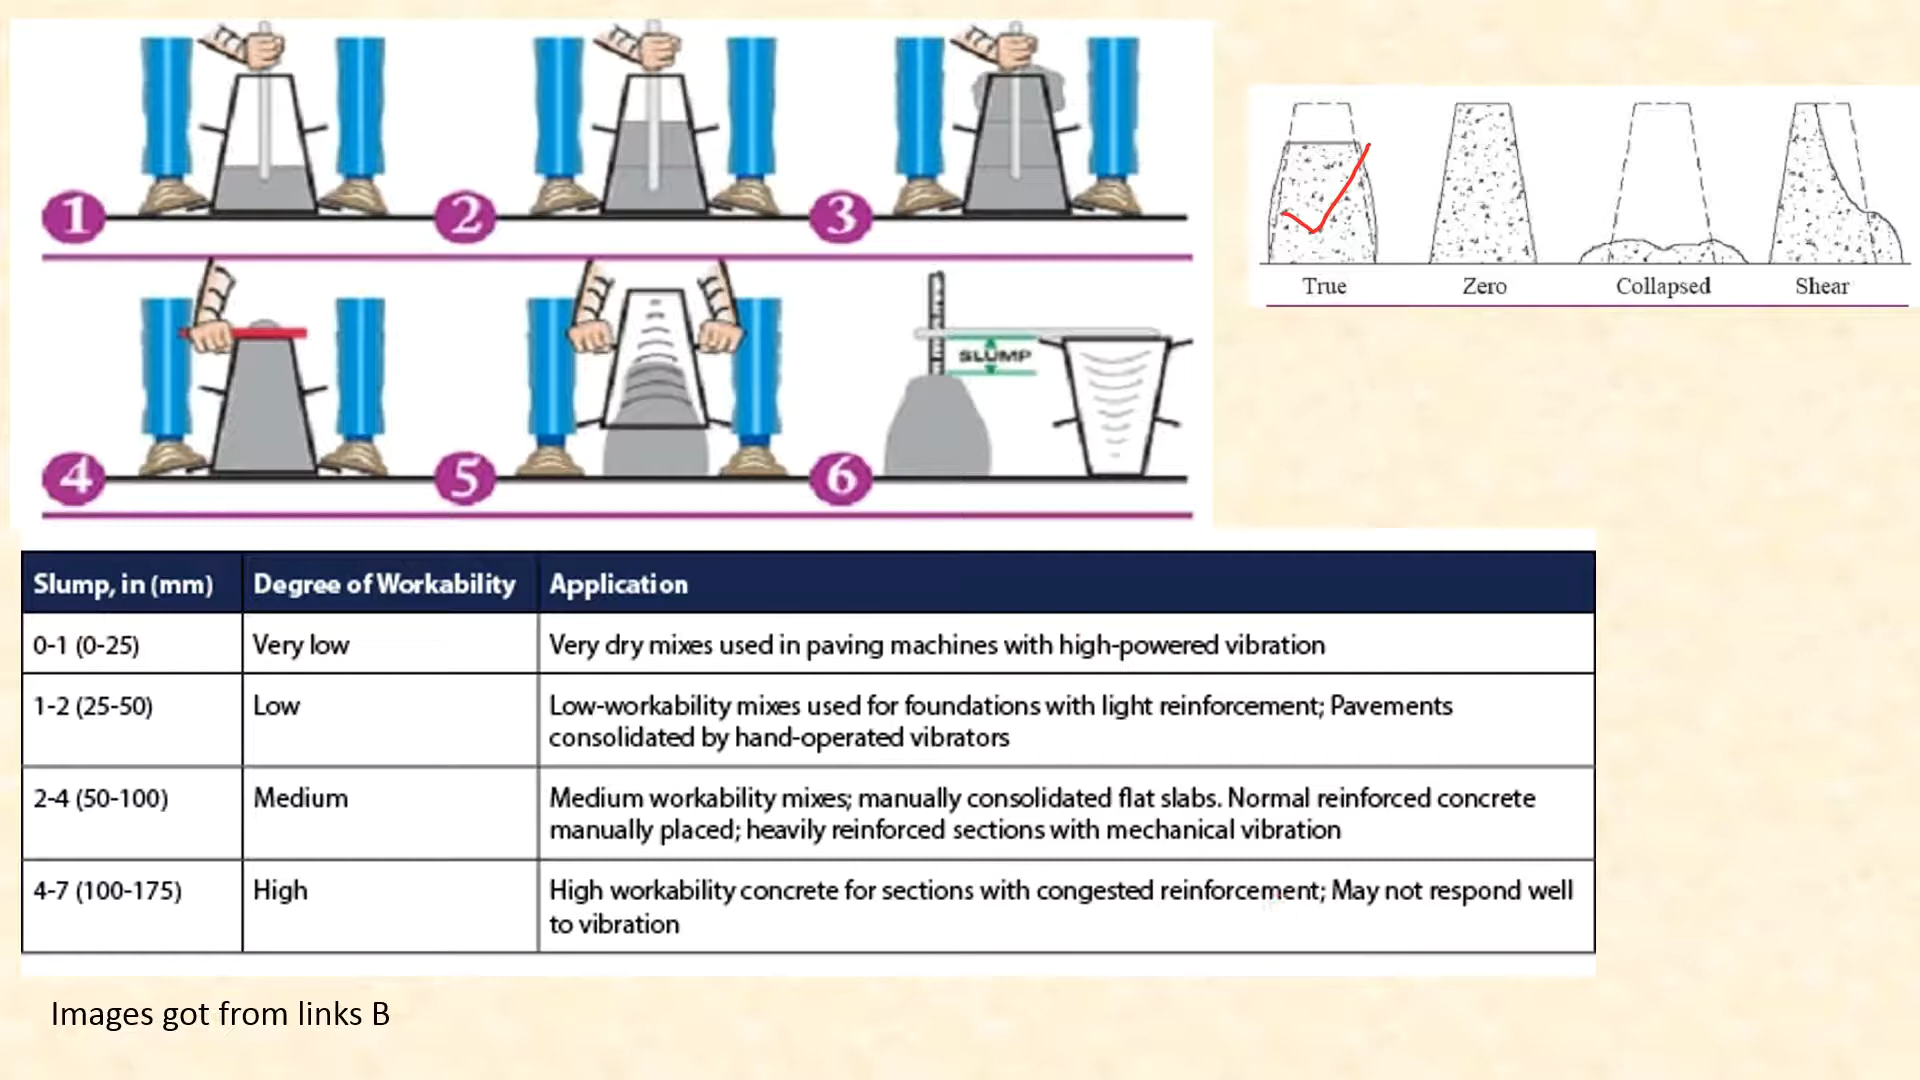 1
2
3
True
Zero
Collapsed
Shear
4
5
6
SLUMP
Slump, in (mm)
Degree of Workability
Application
0-1 (0-25)
Very low
Very dry mixes used in paving machines with high-powered vibration
1-2 (25-50)
Low
Low-workability mixes used for foundations with light reinforcement; Pavements
consolidated by hand-operated vibrators
2-4 (50-100)
Medium
Medium workability mixes; manually consolidated flat slabs. Normal reinforced concrete
manually placed; heavily reinforced sections with mechanical vibration
4-7 (100-175)
High
High workability concrete for sections with congested reinforcement; May not respond well
to vibration
Images got from links B